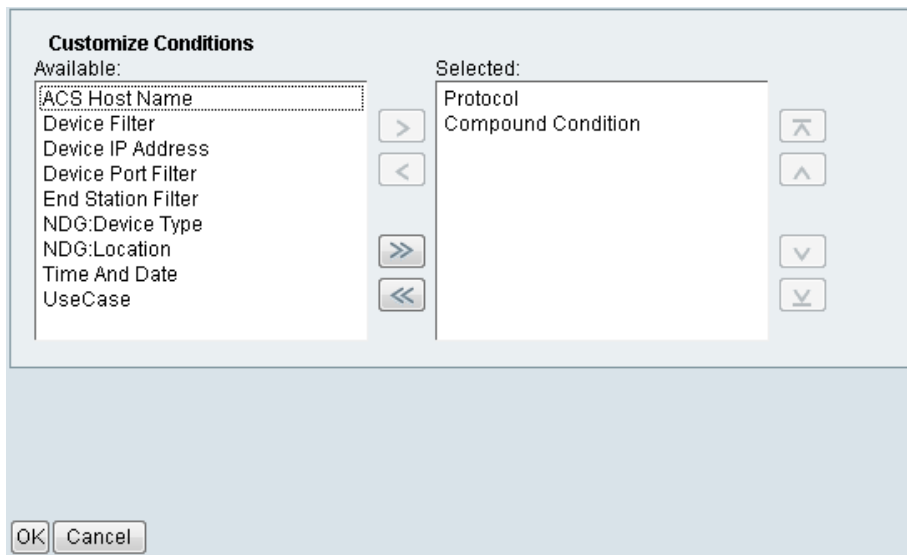 Customize Conditions
Available:
Selected:
ACS Host Name
Device Filter
Device IP Address
Device Port Filter
End Station Filter
NDG:Device Type
NDG:Location
Time And Date
UseCase
Protocol
Compound Condition
OK
Cancel